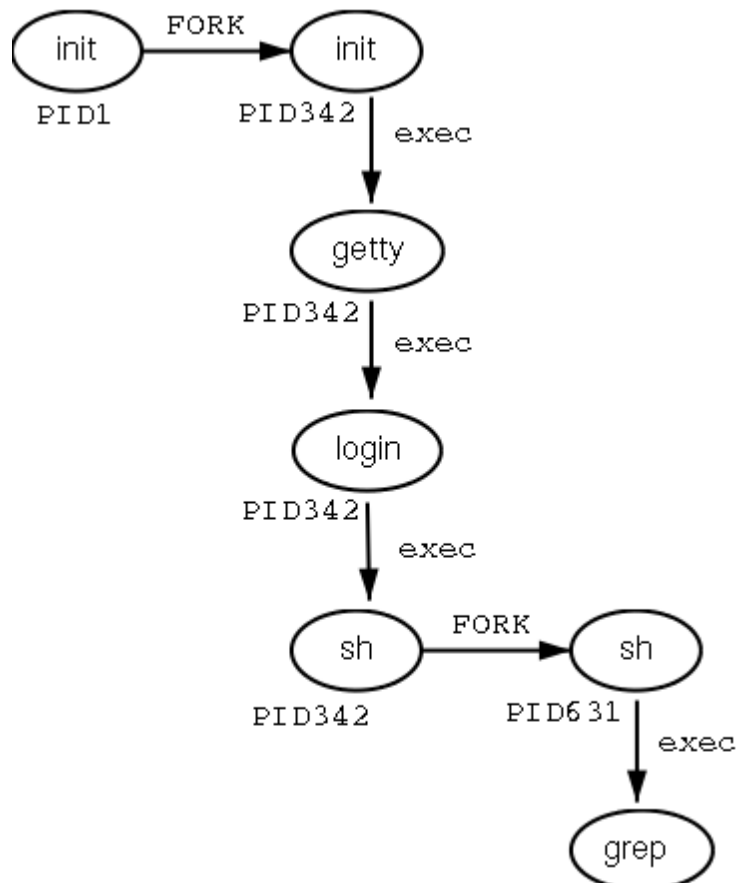 FORK
init
init
PID1
PID342
exec
getty
PID342
exec
login
PID342
exec
sh
FORK
sh
PID342
PID631
exec
grep